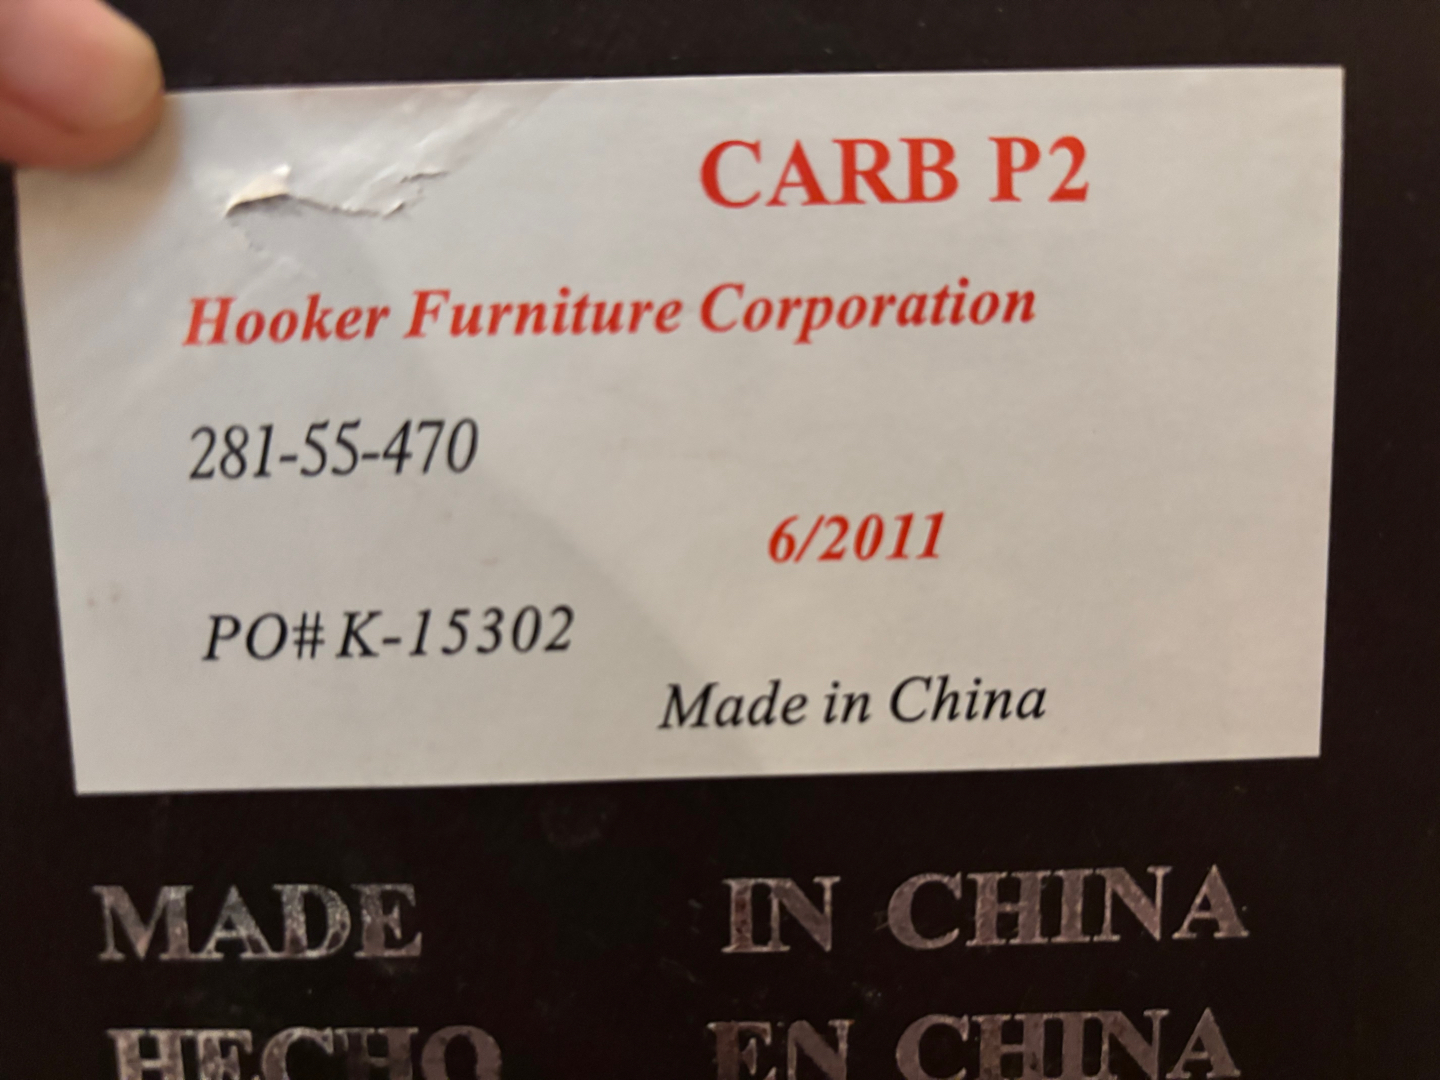 CARB P2
Hooker Furniture Corporation
281-55-470
6/2011
PO# K-15302
Made in China
MADE IN CHINA
HECHO EN CHINA